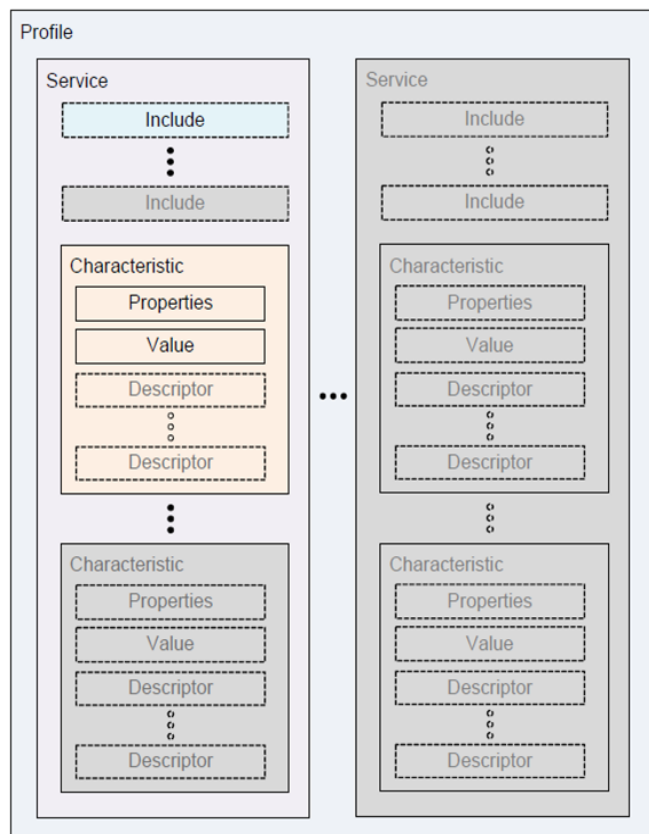 Profile
Service
Include
Include
Characteristic
Properties
Value
Descriptor
Descriptor
Characteristic
Properties
Value
Descriptor
Descriptor
Service
Include
Include
Characteristic
Properties
Value
Descriptor
Descriptor
Characteristic
Properties
Value
Descriptor
Descriptor